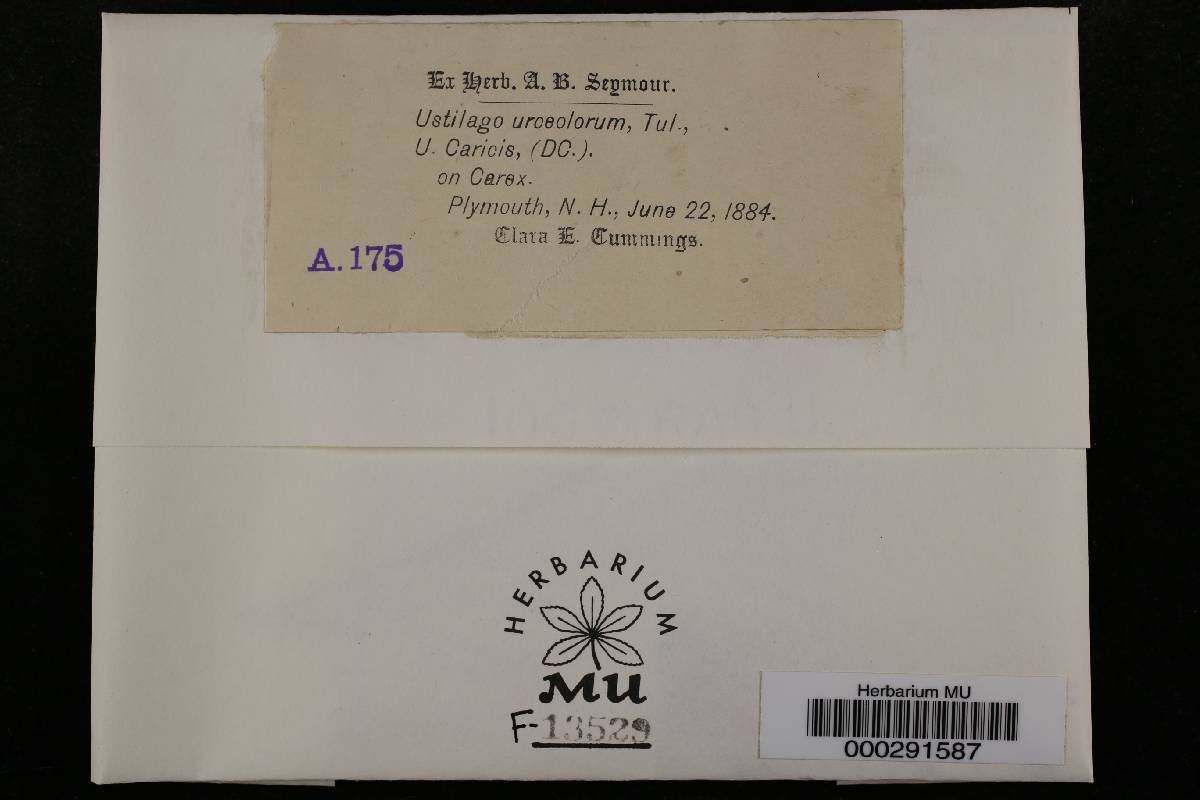 Ex Herb. A. B. Seymour.
Ustilago urceolorum, Tul.,
U. Caricis, (DC.).
on Carex.
Plymouth, N. H., June 22, 1884.
Clara E. Cummings.
A. 175
HERBARIUM
MU
F-13529
Herbarium MU
000291587